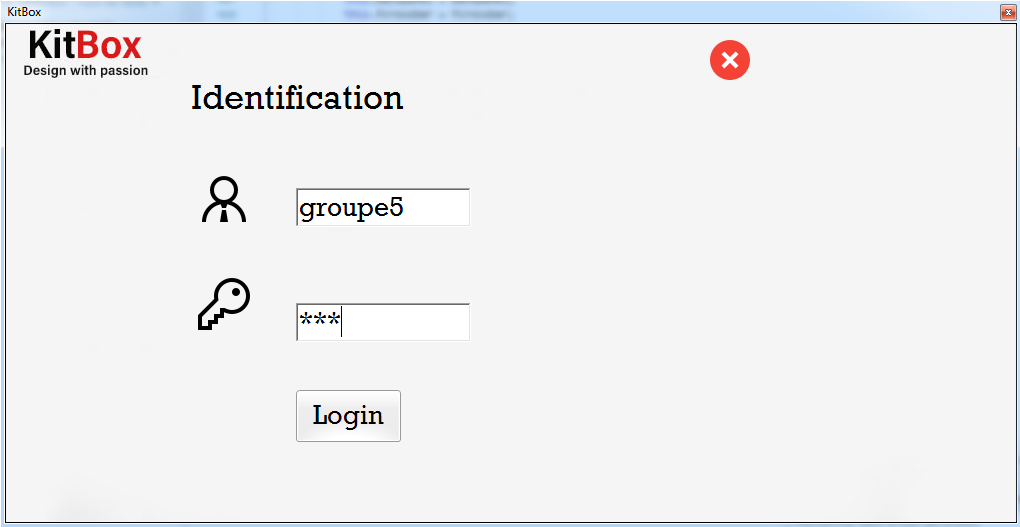 KitBox
KitBox
Design with passion
Identification
groupe5
***
Login